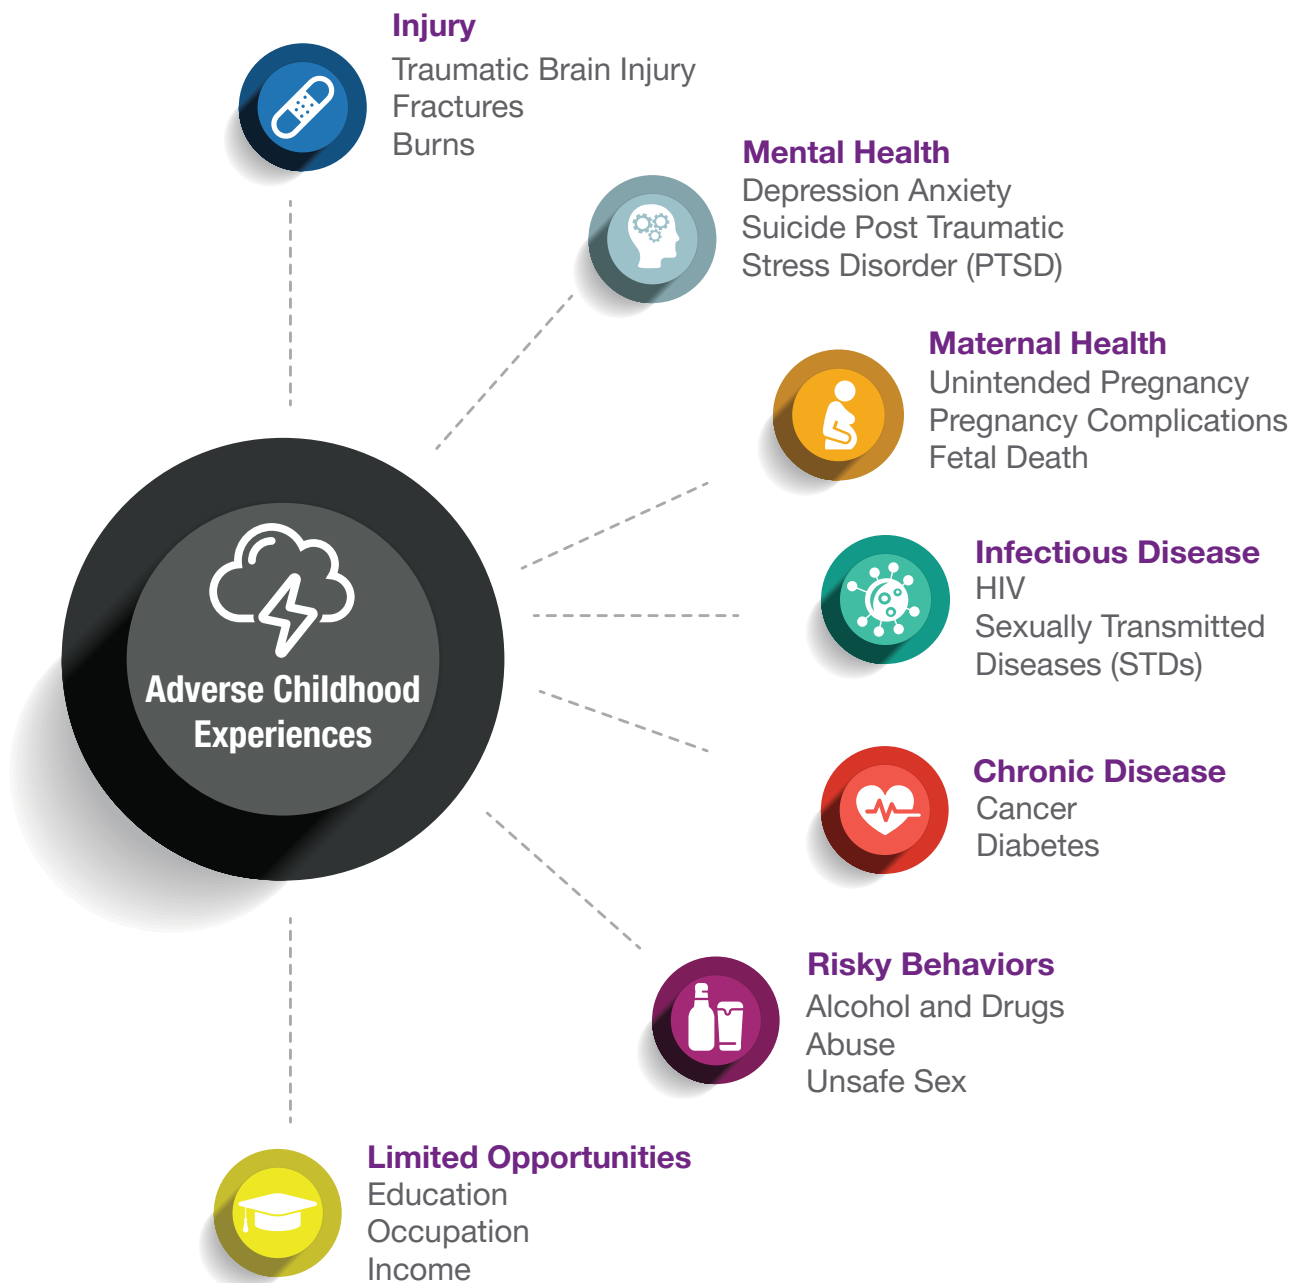 Injury
Traumatic Brain Injury
Fractures
Burns
Mental Health
Depression Anxiety
Suicide Post Traumatic
Stress Disorder (PTSD)
Maternal Health
Unintended Pregnancy
Pregnancy Complications
Fetal Death
Infectious Disease
HIV
Sexually Transmitted
Diseases (STDs)
Adverse Childhood
Experiences
Chronic Disease
Cancer
Diabetes
Risky Behaviors
Alcohol and Drugs
Abuse
Unsafe Sex
Limited Opportunities
Education
Occupation
Income